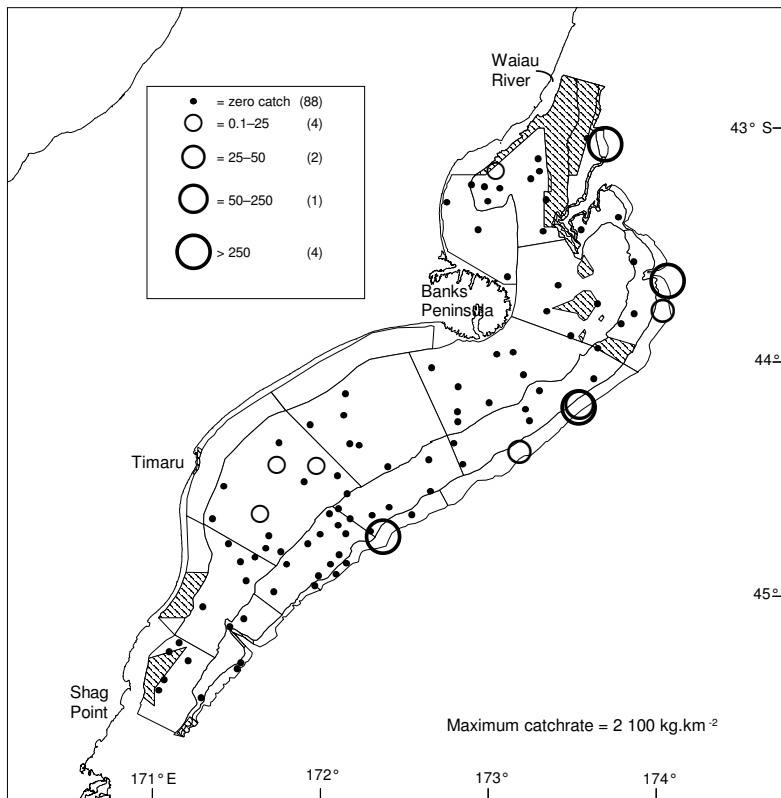 Waiau
River
= zero catch (88)
= 0.1–25 (4)
= 25–50 (2)
= 50–250 (1)
> 250 (4)
43° S
Banks
Peninsula
44°
Timaru
45°
Shag
Point
Maximum catchrate = 2 100 kg.km-2
171° E 172° 173° 174°